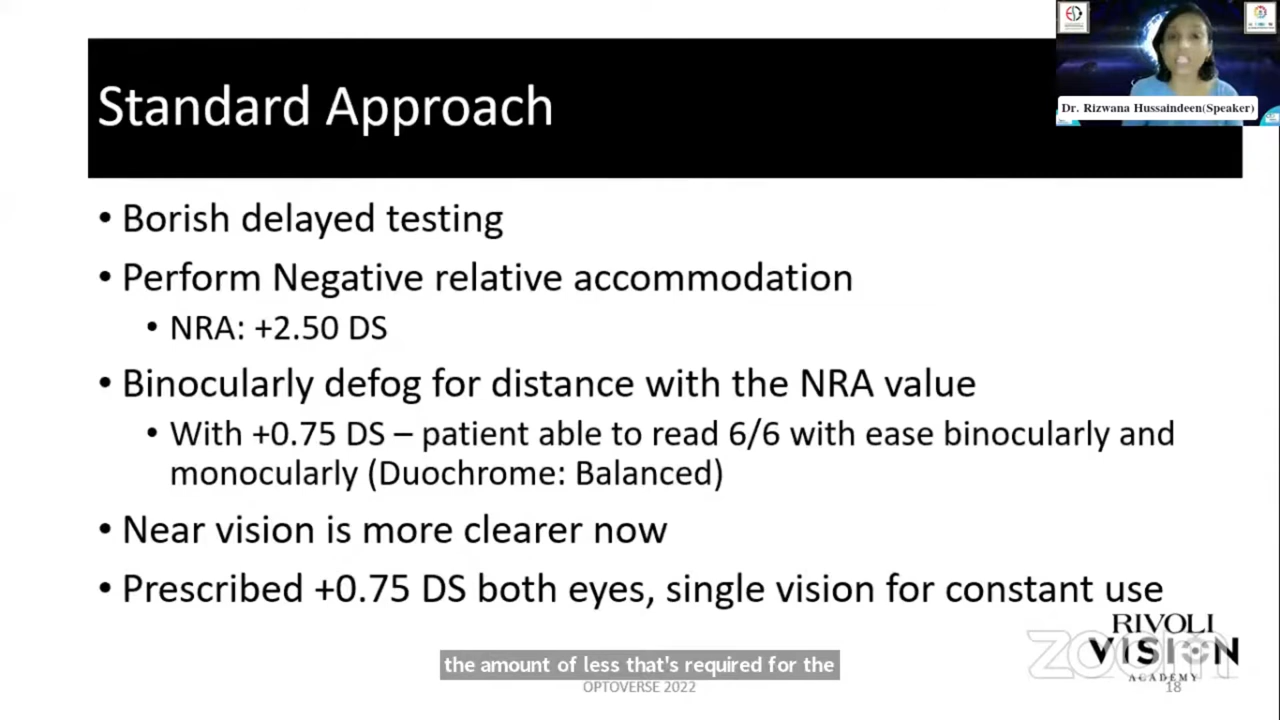 Standard Approach
Dr. Rizwana Hussaindeen(Speaker)
• Borish delayed testing
• Perform Negative relative accommodation
• NRA: +2.50 DS
• Binocularly defog for distance with the NRA value
• With +0.75 DS – patient able to read 6/6 with ease binocularly and
monocularly (Duochrome: Balanced)
• Near vision is more clearer now
• Prescribed +0.75 DS both eyes, single vision for constant use
RIVOLI
VISION
ACADEMY
zoom
the amount of less that's required for the
OPTOVERSE 2022
18